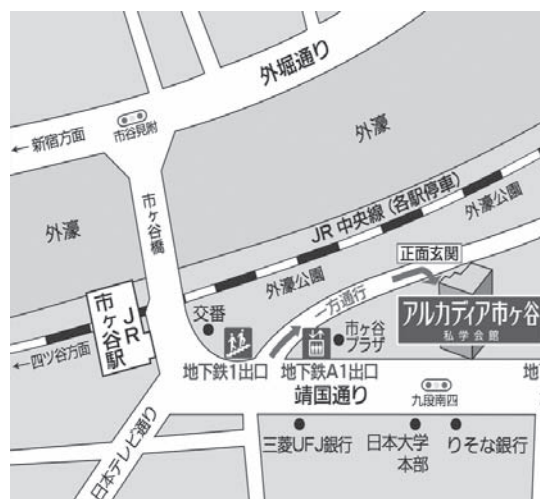 外堀通り
←新宿方面
市谷見附
外濠
市ヶ谷橋
外濠
JR中央線(各駅停車)
外濠公園
正面玄関
外濠公園
一方通行
アルカディア市ヶ谷
私学会館
JR
市ヶ谷駅
交番
市ヶ谷
プラザ
←四ツ谷方面
地下鉄1出口
地下鉄A1出口
靖国通り
九段南四
日本テレビ通り
三菱UFJ銀行
日本大学
本部
りそな銀行